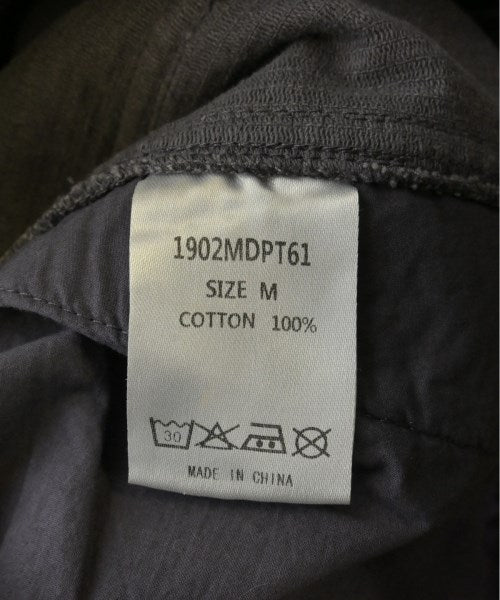 1902MDPT61
SIZE M
COTTON 100%
30
MADE IN CHINA